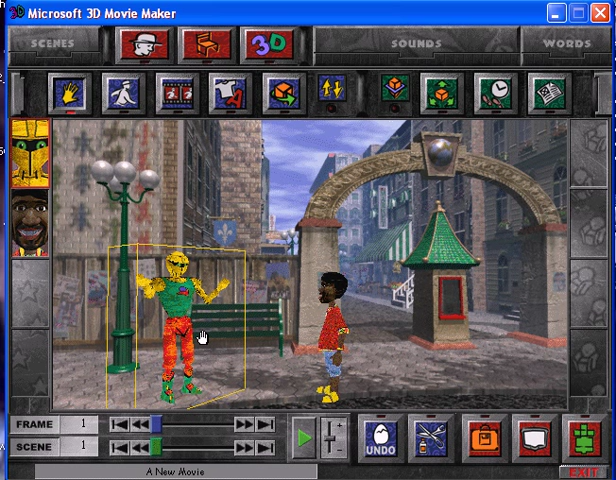 Microsoft 3D Movie Maker
SCENES
3D
SOUNDS
WORDS
A
FRAME 1
UNDO
SCENE 1
A New Movie
EXIT